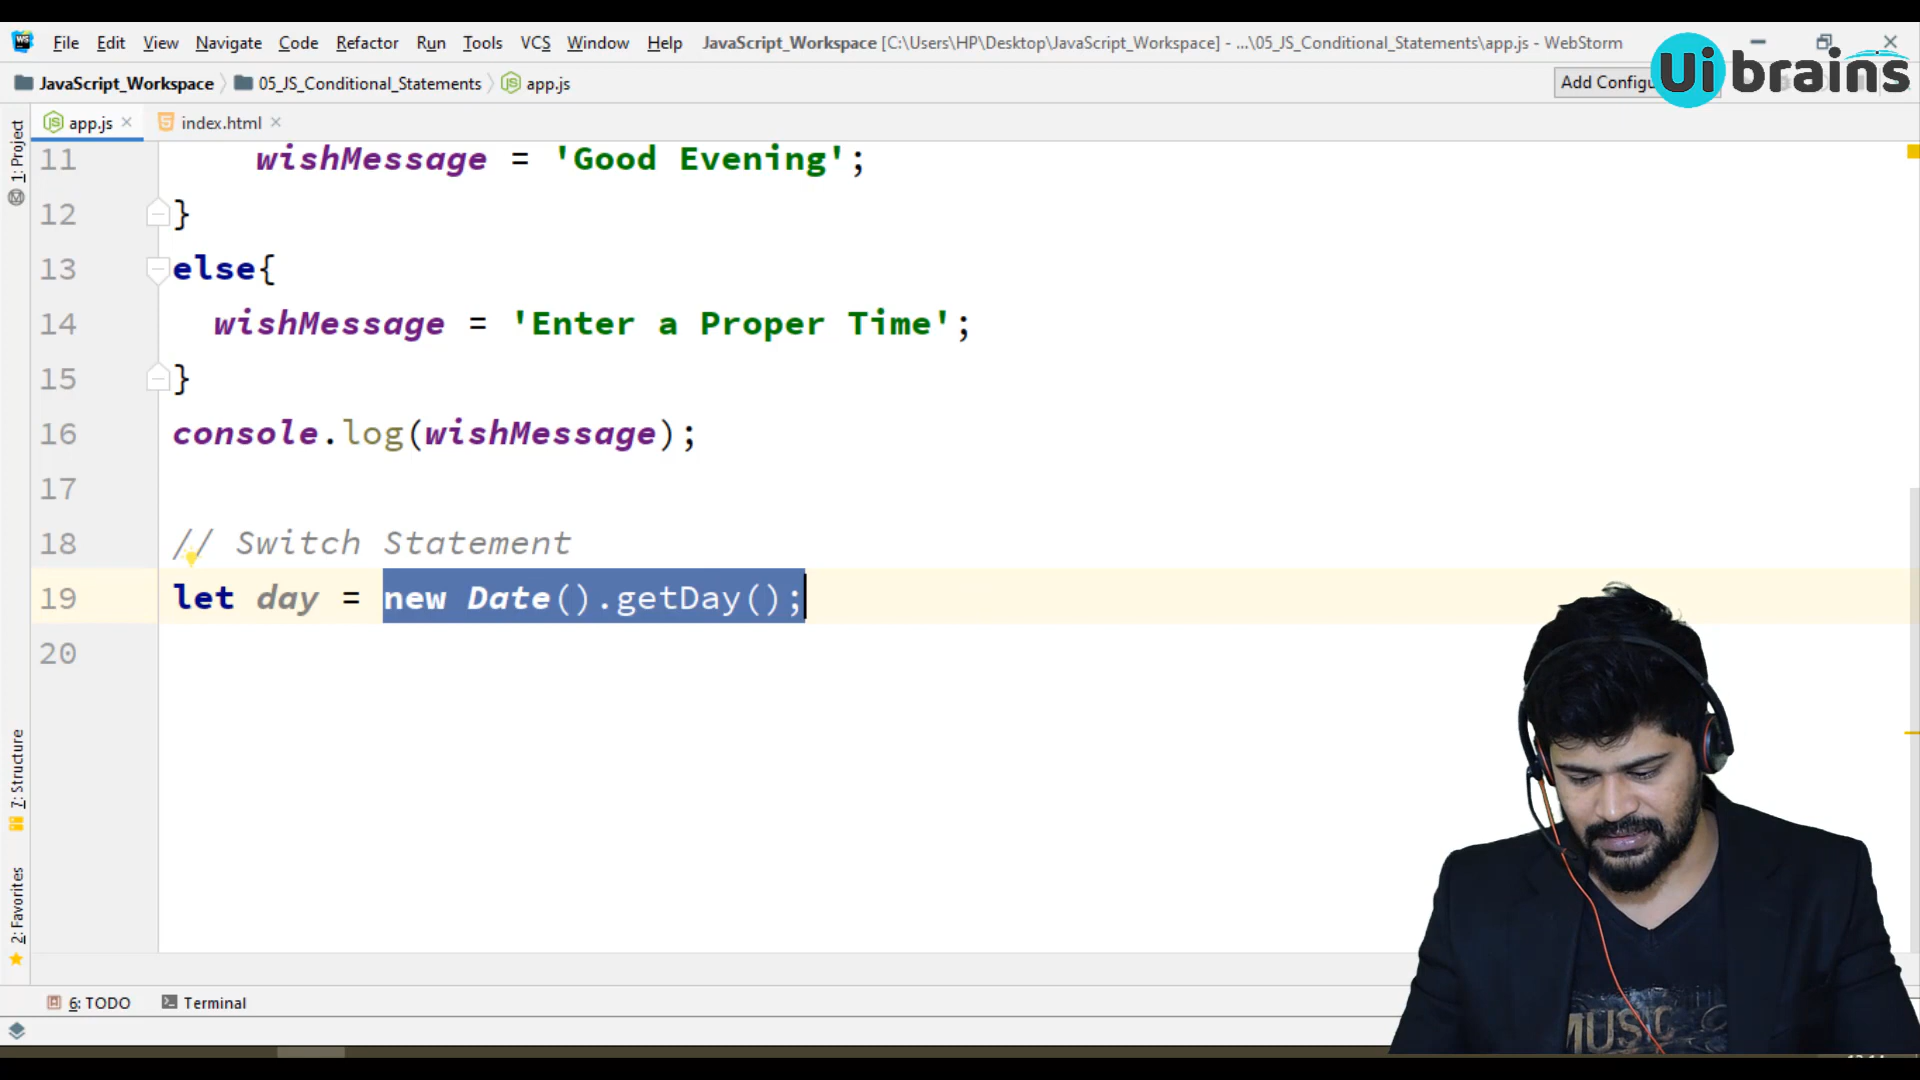 File Edit View Navigate Code Refactor Run Tools VCS Window Help JavaScript_Workspace [C:\Users\HP\Desktop\JavaScript_Workspace] - ...\05_JS_Conditional_Statements\app.js - WebStorm
JavaScript_Workspace 05_JS_Conditional_Statements app.js
Add Configu
Ui brains
app.js index.html
1: Project
11 wishMessage = 'Good Evening';
12 }
13 else{
14 wishMessage = 'Enter a Proper Time';
15 }
16 console.log(wishMessage);
17
18 // Switch Statement
19 let day = new Date().getDay();
20
7: Structure
2: Favorites
MUSIC
6: TODO Terminal